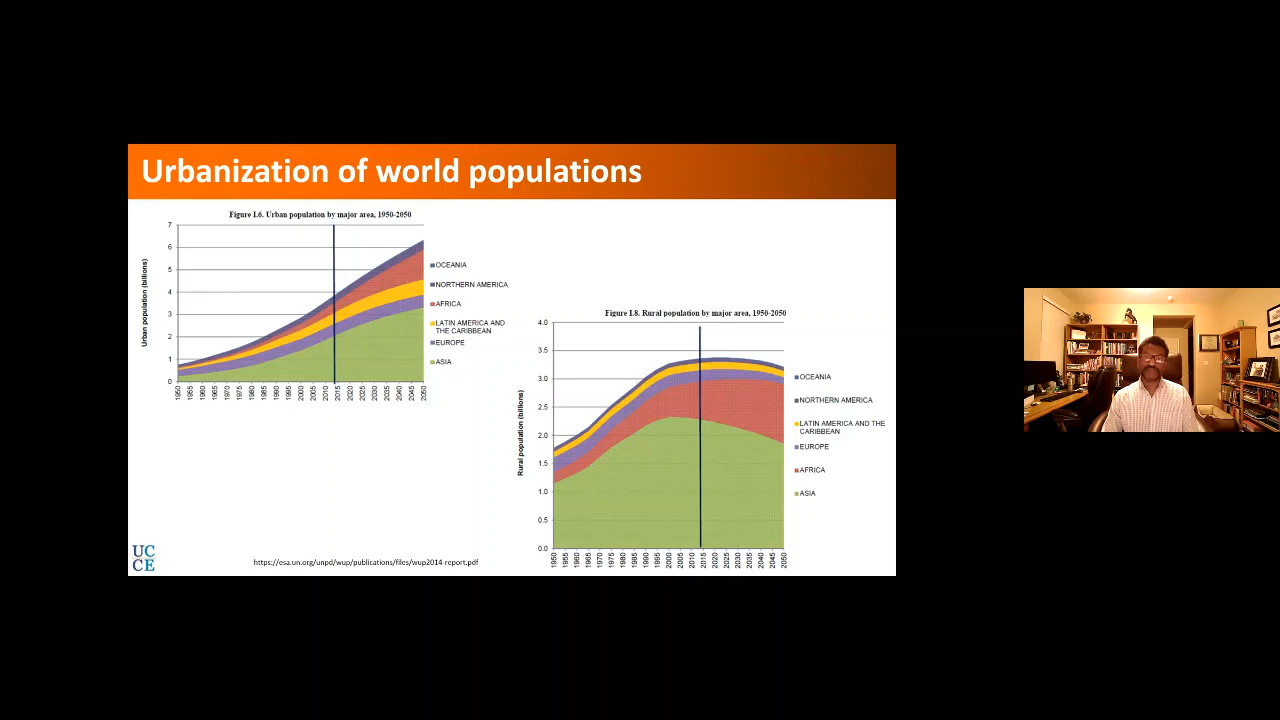 Urbanization of world populations
Figure I.6. Urban population by major area, 1950-2050
Urban population (billions)
7
6
5
4
3
2
1
0
1950 1955 1960 1965 1970 1975 1980 1985 1990 1995 2000 2005 2010 2015 2020 2025 2030 2035 2040 2045 2050
OCEANIA
NORTHERN AMERICA
AFRICA
LATIN AMERICA AND
THE CARIBBEAN
EUROPE
ASIA
Figure I.8. Rural population by major area, 1950-2050
Rural population (billions)
4.0
3.5
3.0
2.5
2.0
1.5
1.0
0.5
0.0
1950 1955 1960 1965 1970 1975 1980 1985 1990 1995 2000 2005 2010 2015 2020 2025 2030 2035 2040 2045 2050
OCEANIA
NORTHERN AMERICA
LATIN AMERICA AND THE
CARIBBEAN
EUROPE
AFRICA
ASIA
UC
CE
https://esa.un.org/unpd/wup/publications/files/wup2014-report.pdf